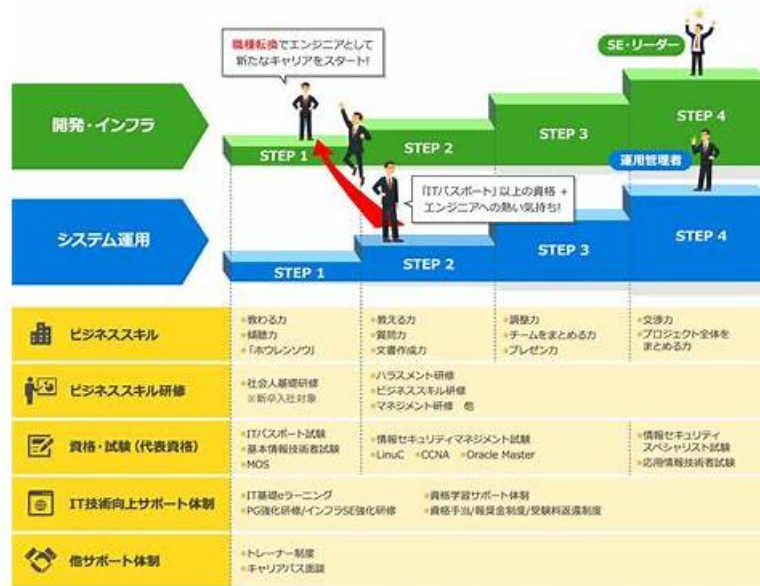 職種転換でエンジニアとして
新たなキャリアをスタート!
SE・リーダー
開発・インフラ
STEP 1
STEP 2
STEP 3
STEP 4
運用管理者
「ITパスポート」以上の資格 +
エンジニアへの熱い気持ち!
システム運用
STEP 1
STEP 2
STEP 3
STEP 4
ビジネススキル
教わる力
傾聴力
「ホウレンソウ」
教える力
質問力
文書作成力
調整力
チームをまとめる力
プレゼン力
交渉力
プロジェクト全体を
まとめる力
ビジネススキル研修
社会人基礎研修
※新卒入社対象
ハラスメント研修
ビジネススキル研修
マネジメント研修 他
資格・試験(代表資格)
ITパスポート試験
基本情報技術者試験
MOS
情報セキュリティマネジメント試験
LinuC CCNA Oracle Master
情報セキュリティ
スペシャリスト試験
応用情報技術者試験
IT技術向上サポート体制
IT基礎eラーニング
PG強化研修/インフラSE強化研修
資格学習サポート体制
資格手当/報奨金制度/受験料返還制度
他サポート体制
トレーナー制度
キャリアパス面談